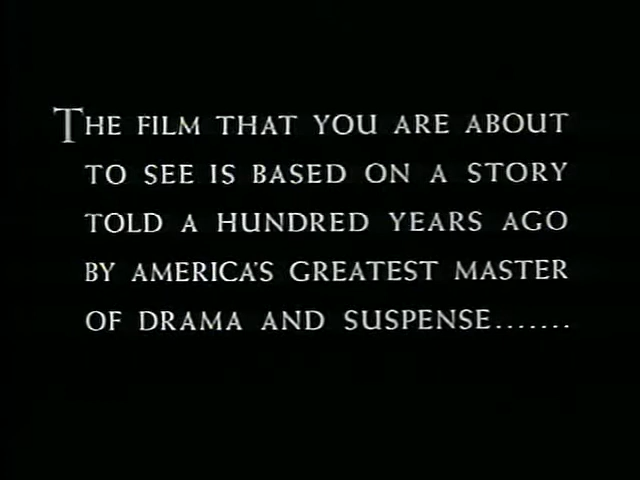 THE FILM THAT YOU ARE ABOUT
TO SEE IS BASED ON A STORY
TOLD A HUNDRED YEARS AGO
BY AMERICA'S GREATEST MASTER
OF DRAMA AND SUSPENSE.......